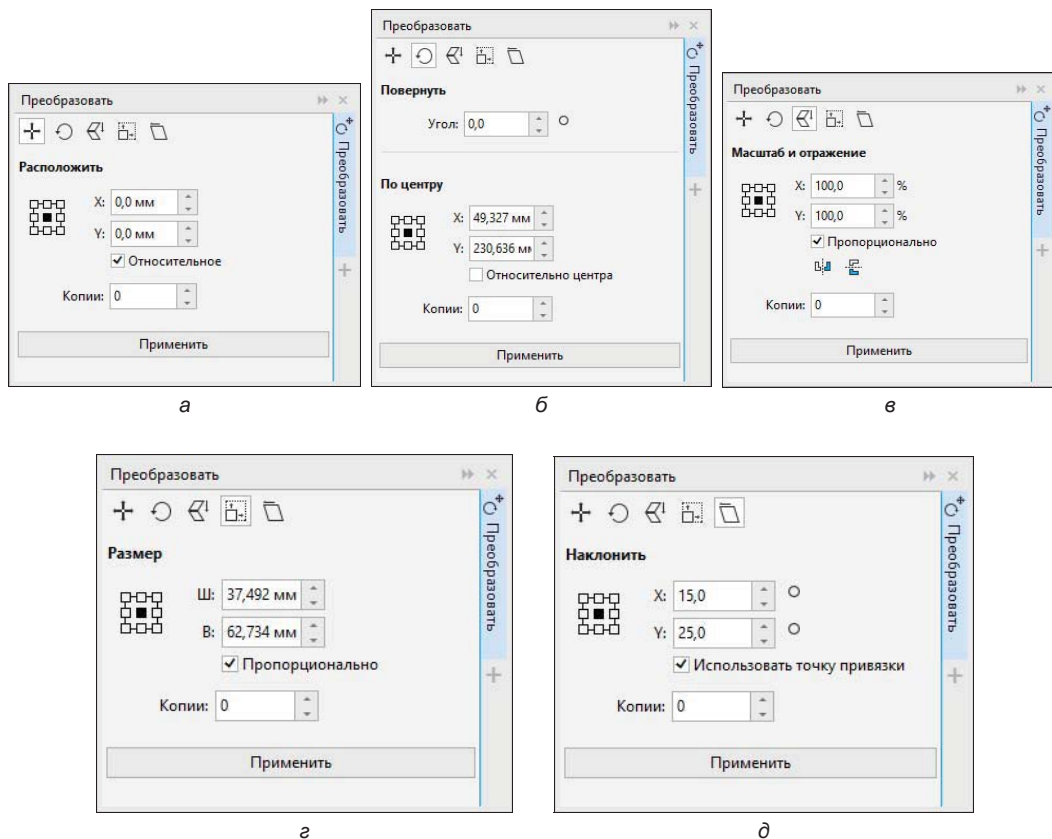 Преобразовать
Преобразовать
Расположить
X: 0,0 мм
Y: 0,0 мм
Относительное
Копии: 0
Применить
а
Преобразовать
Преобразовать
Повернуть
Угол: 0,0
По центру
X: 49,327 мм
Y: 230,636
Относительно центра
Копии: 0
Применить
б
Преобразовать
Преобразовать
Масштаб и отражение
X: 100,0 %
Y: 100,0 %
Пропорционально
Копии: 0
Применить
в
Преобразовать
Преобразовать
Размер
Ш: 37,492 мм
В: 62,734 мм
Пропорционально
Копии: 0
Применить
г
Преобразовать
Преобразовать
Наклонить
X: 15,0
Y: 25,0
Использовать точку привязки
Копии: 0
Применить
д